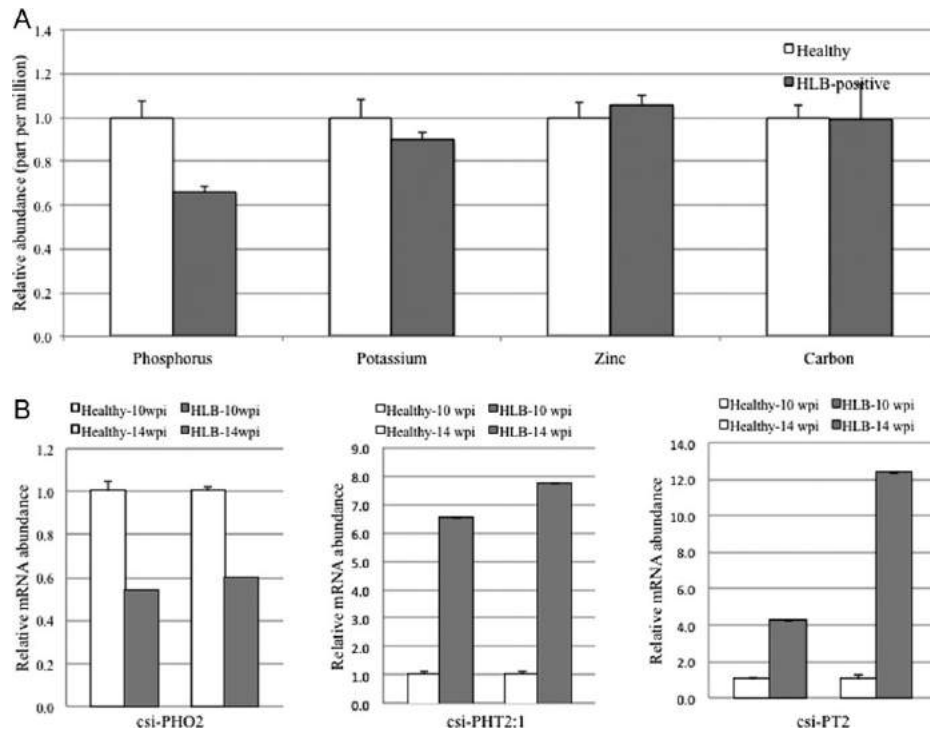 A
Relative abundance (part per million)
1.4
1.2
1.0
0.8
0.6
0.4
0.2
0.0
Healthy
HLB-positive
Phosphorus Potassium Zinc Carbon
B
Healthy-10wpi HLB-10wpi
Healthy-14wpi HLB-14wpi
Relative mRNA abundance
1.2
1.0
0.8
0.6
0.4
0.2
0.0
csi-PHO2
Healthy-10 wpi HLB-10 wpi
Healthy-14 wpi HLB-14 wpi
Relative mRNA abundance
9.0
8.0
7.0
6.0
5.0
4.0
3.0
2.0
1.0
0.0
csi-PHT2:1
Healthy-10 wpi HLB-10 wpi
Healthy-14 wpi HLB-14 wpi
Relative mRNA abundance
14.0
12.0
10.0
8.0
6.0
4.0
2.0
0.0
csi-PT2